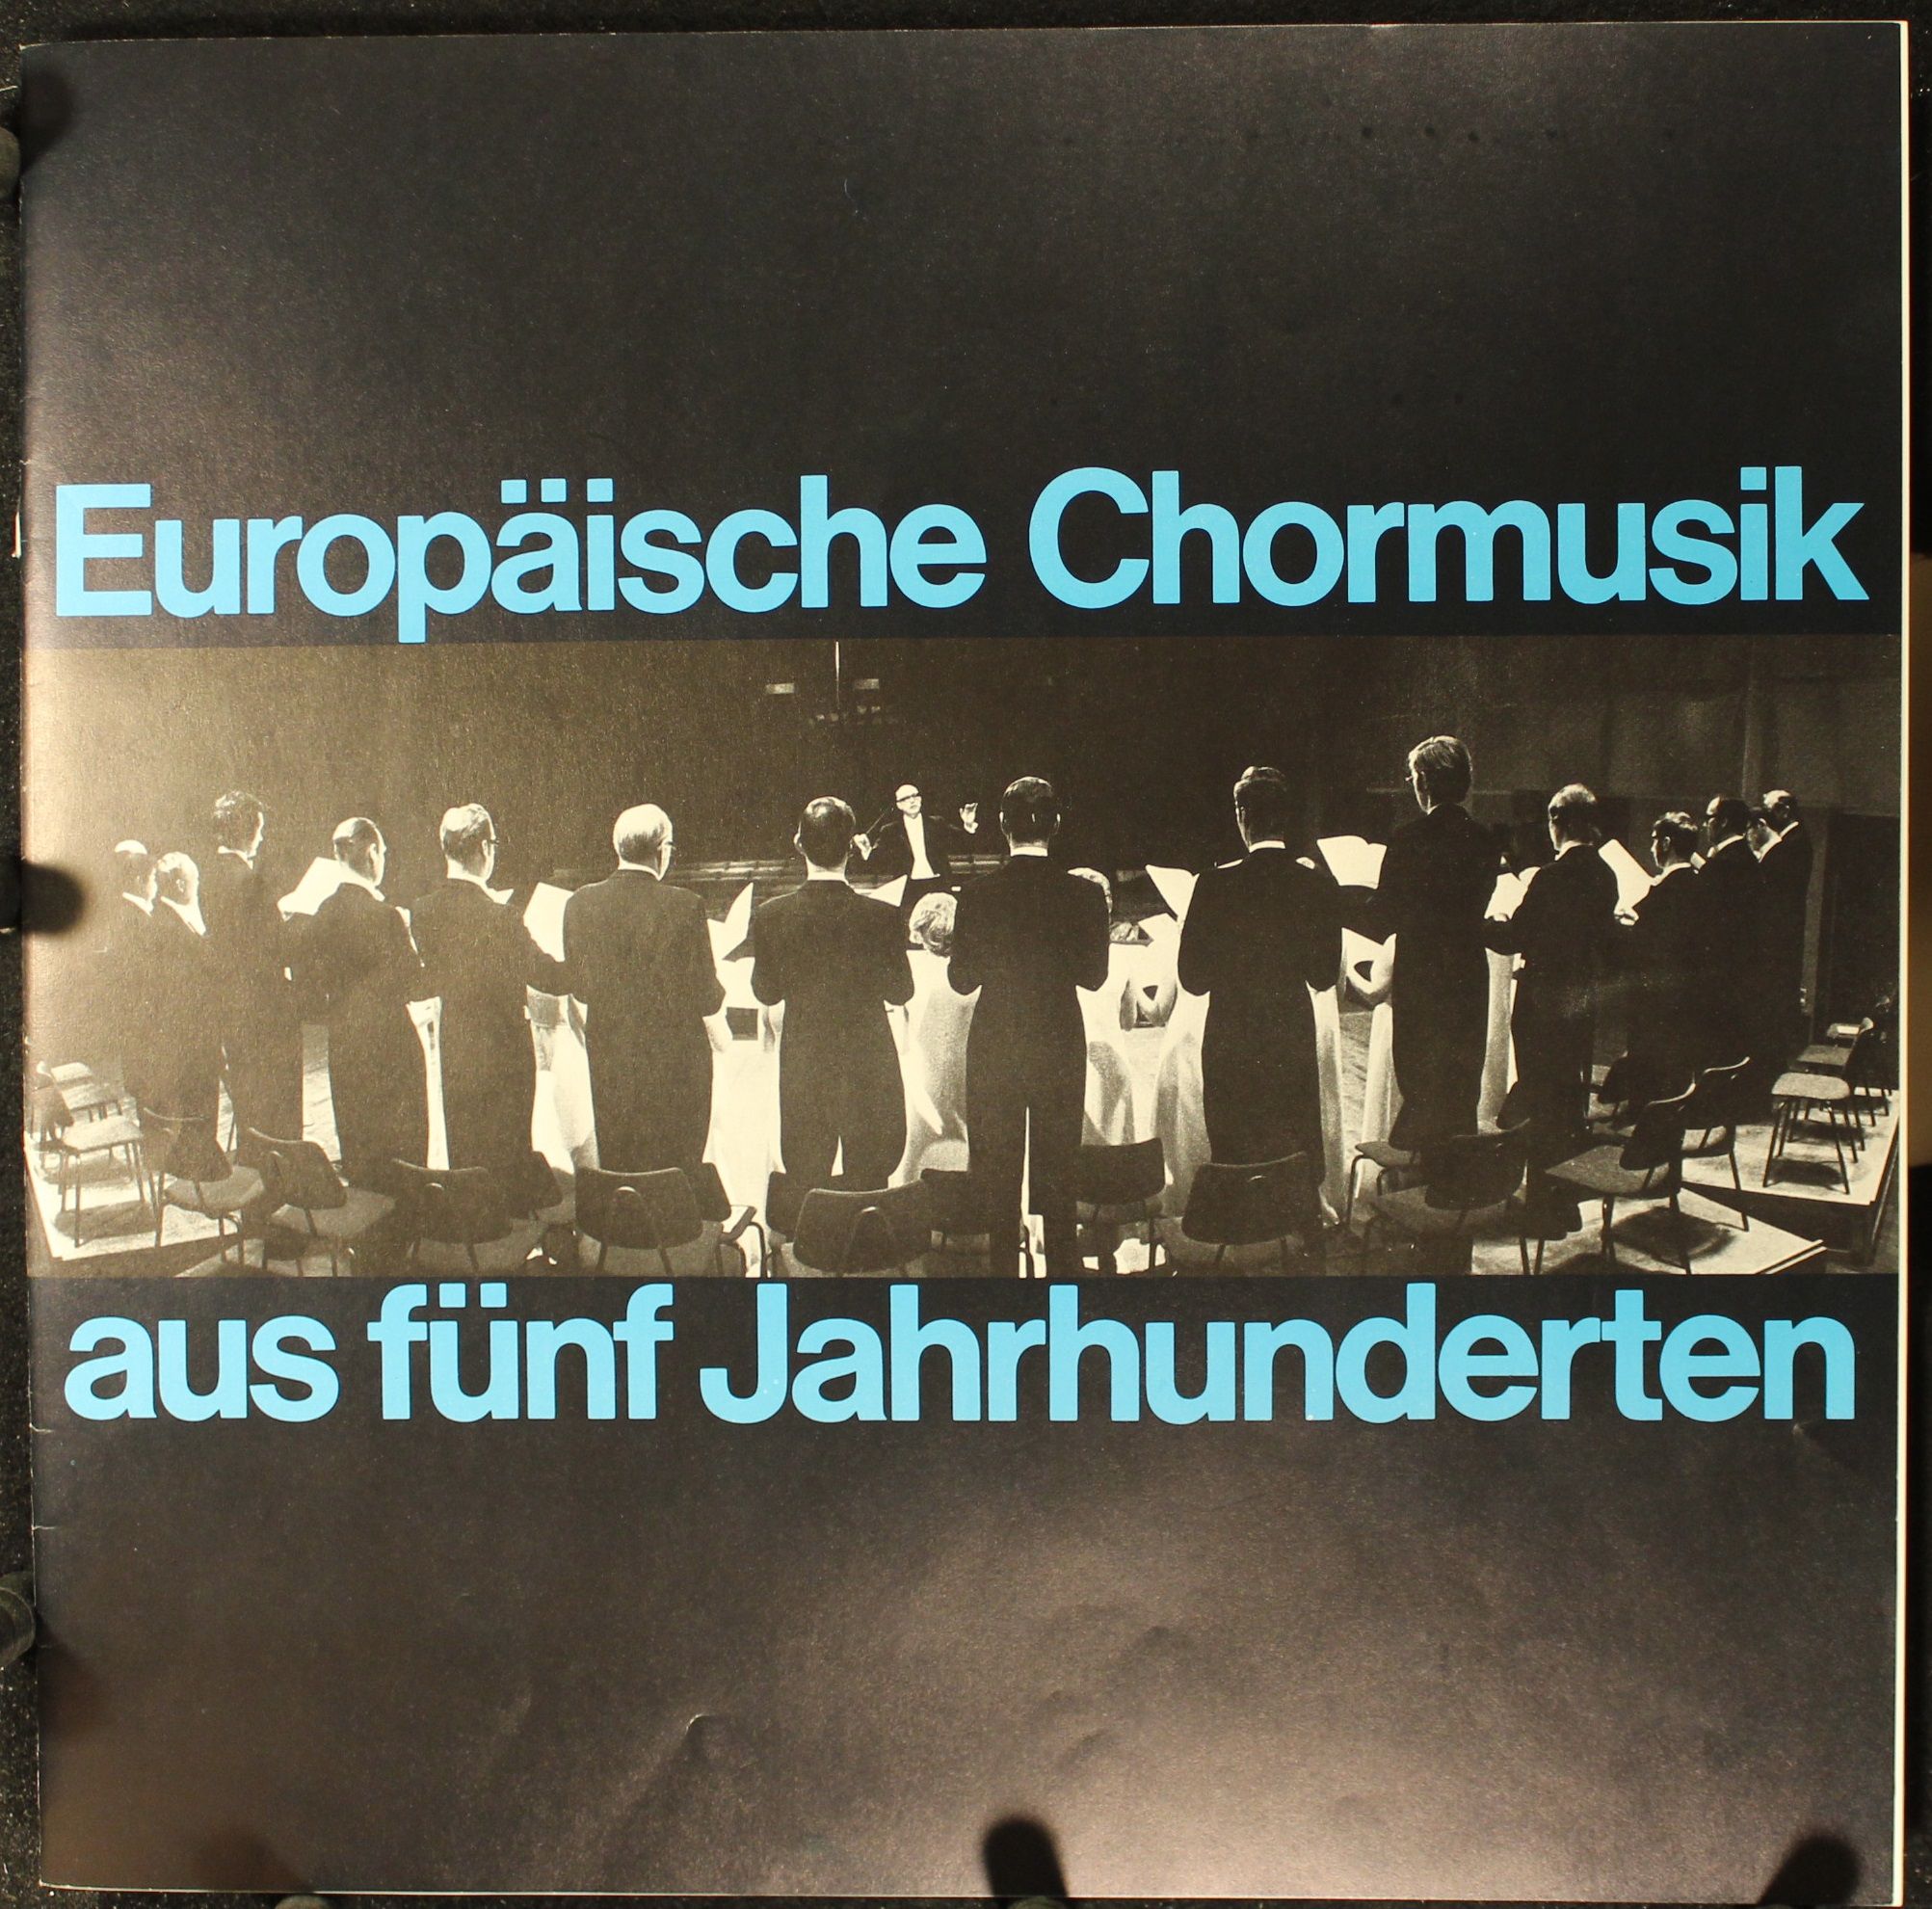 Europäische Chormusik
aus fünf Jahrhunderten